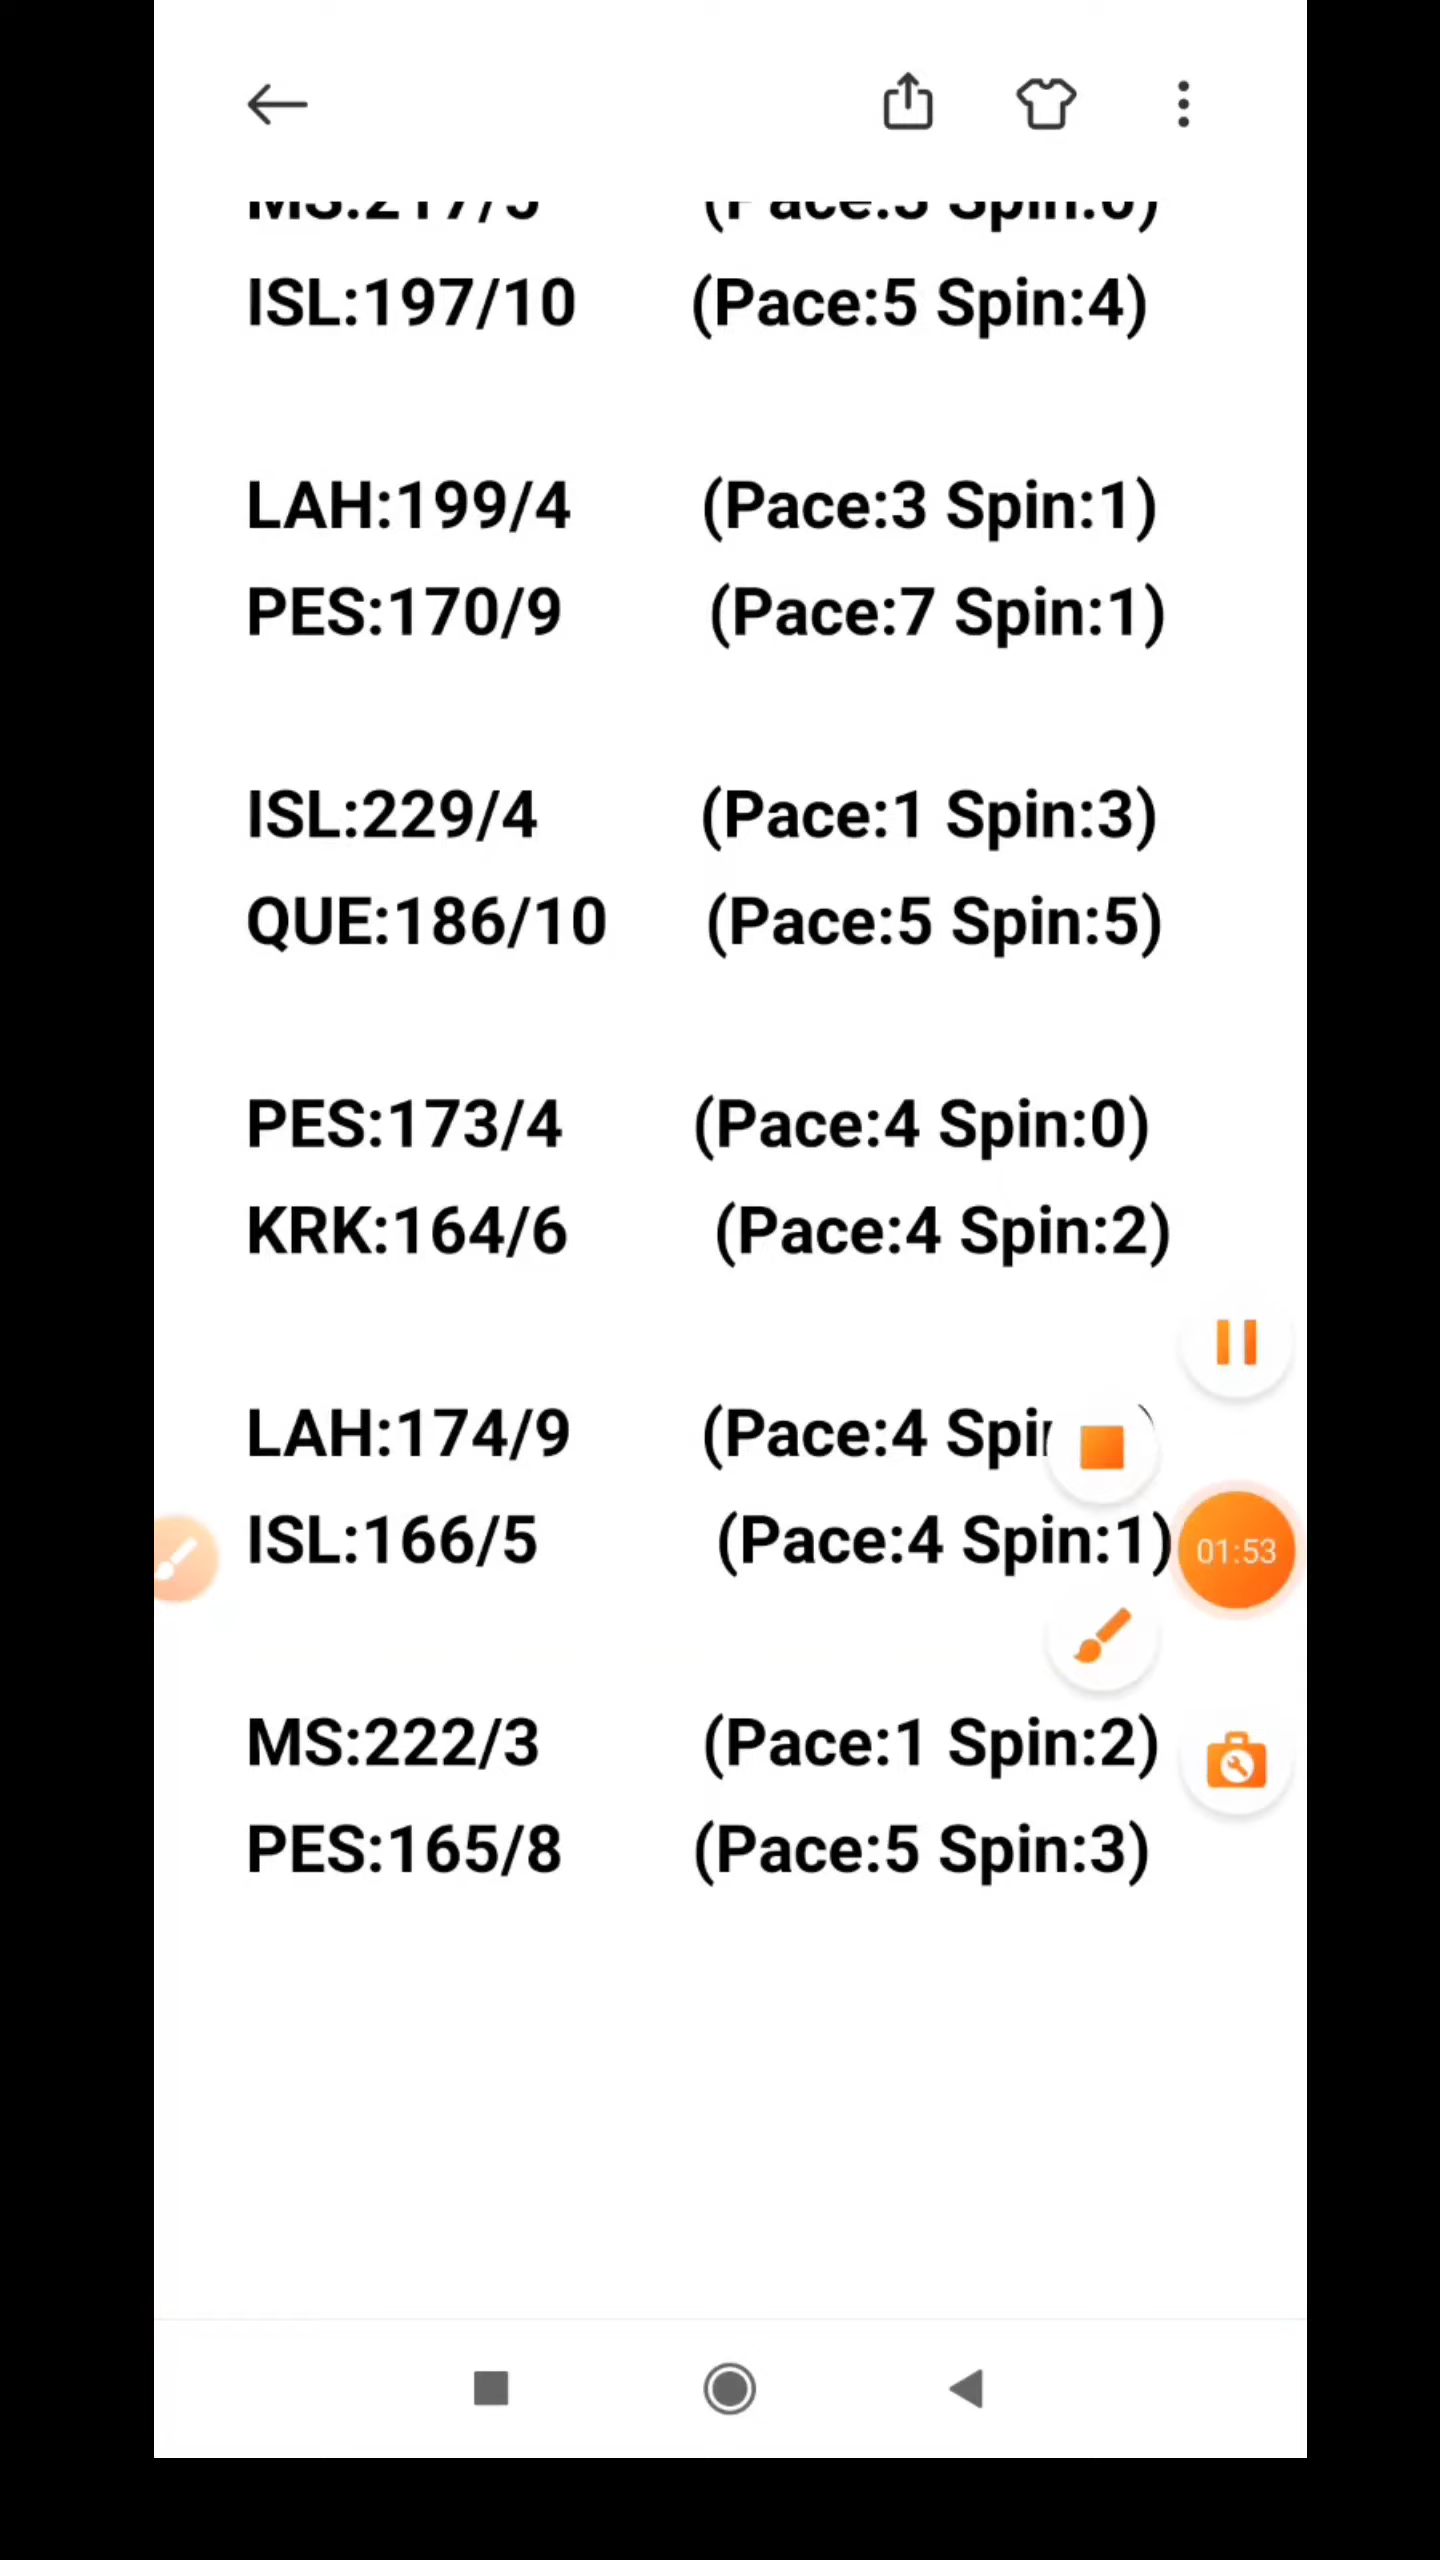 ISL:197/10 (Pace:5 Spin:4)
LAH:199/4 (Pace:3 Spin:1)
PES:170/9 (Pace:7 Spin:1)
ISL:229/4 (Pace:1 Spin:3)
QUE:186/10 (Pace:5 Spin:5)
PES:173/4 (Pace:4 Spin:0)
KRK:164/6 (Pace:4 Spin:2)
LAH:174/9 (Pace:4
ISL:166/5 (Pace:4 Spin:1)
01:53
MS:222/3 (Pace:1 Spin:2)
PES:165/8 (Pace:5 Spin:3)